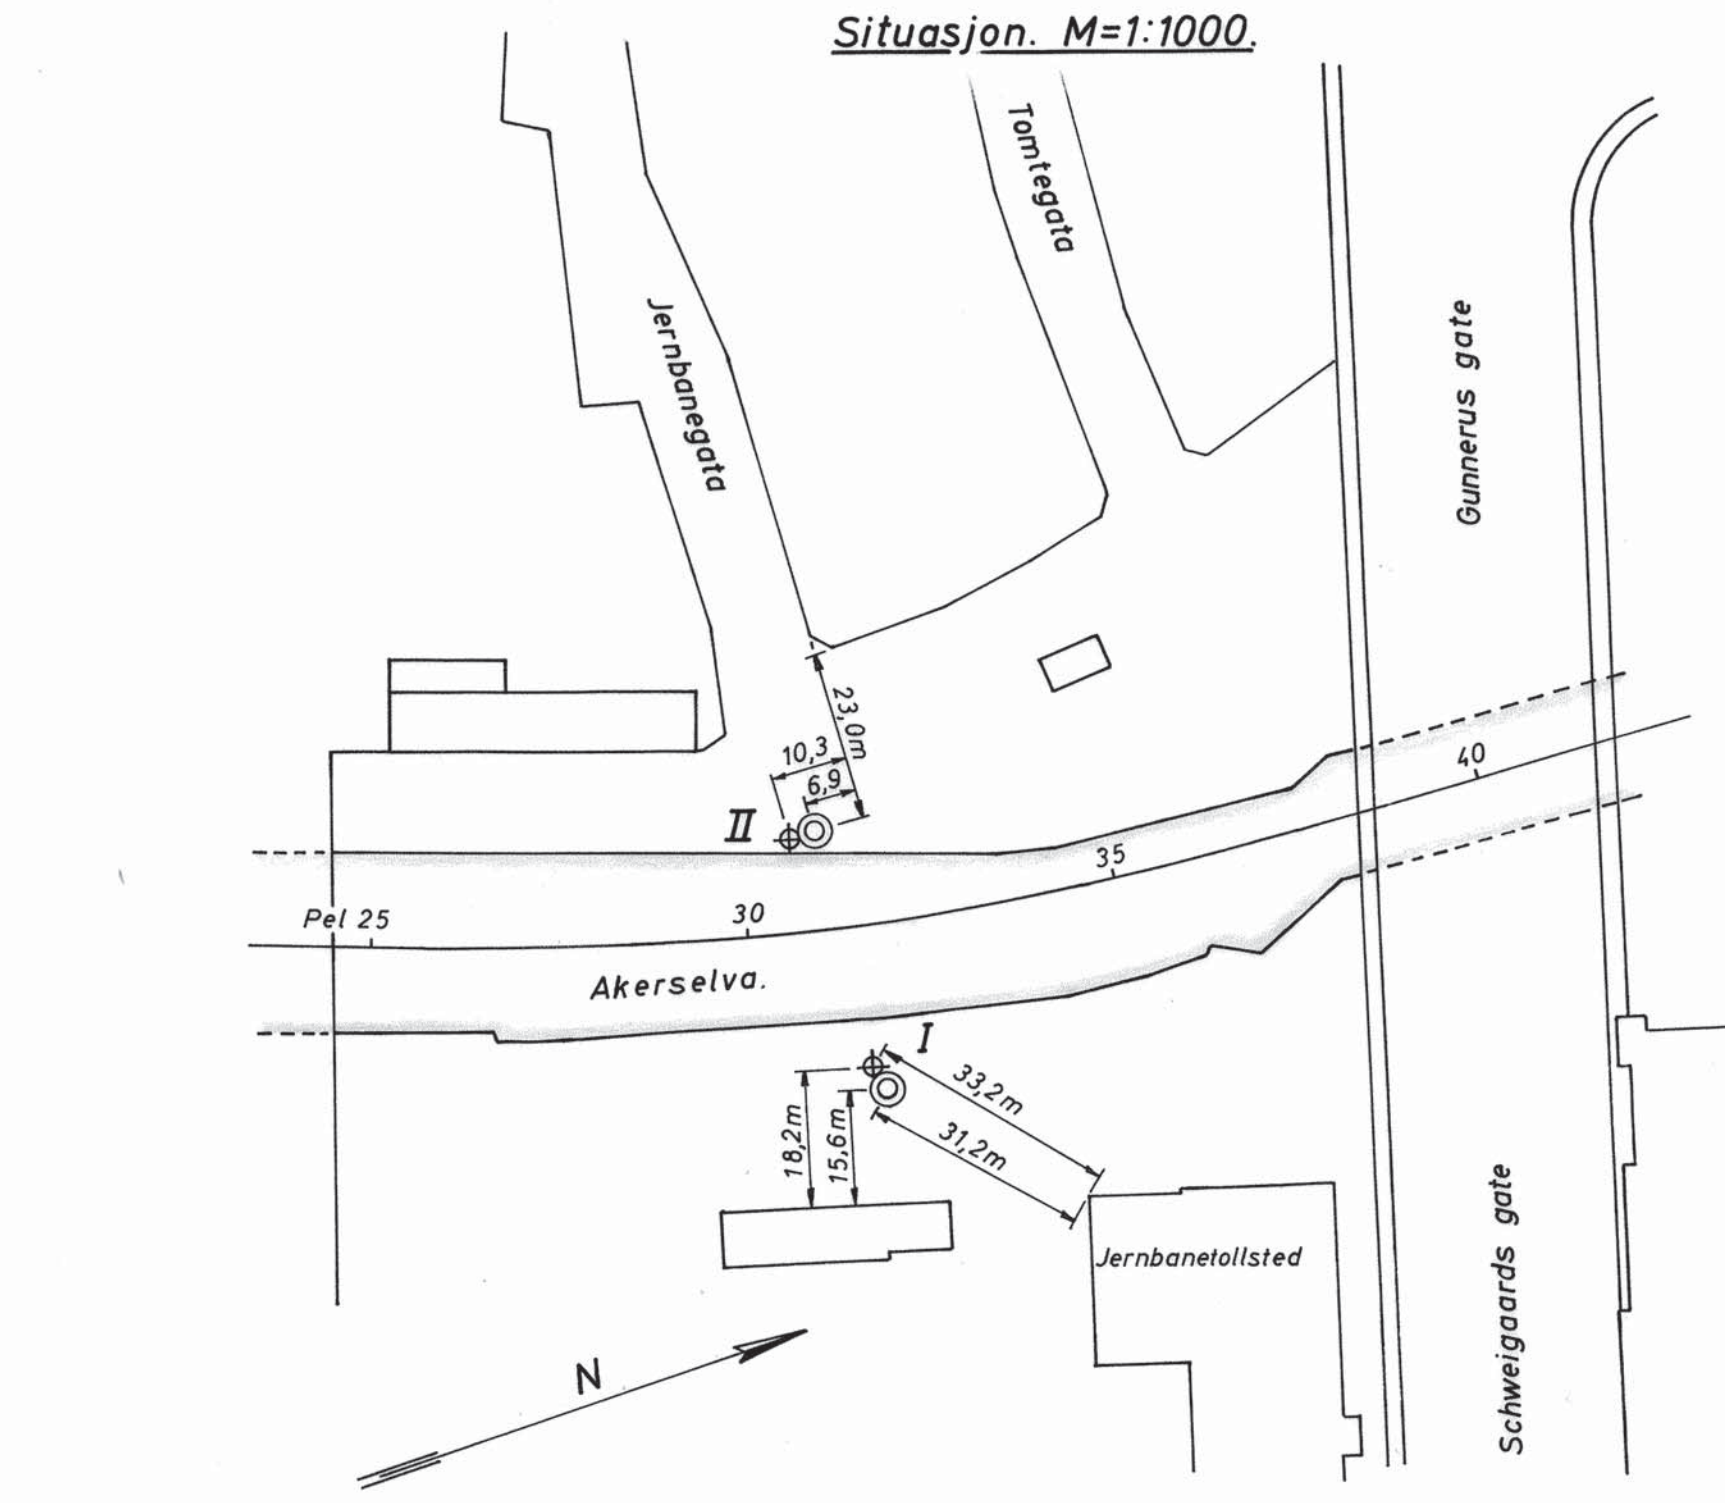 Situasjon. M=1:1000.
Tomtegata
Jernbanegata
Gunnerus gate
23,0m
10,3
6,9
II
40
35
Pel 25
30
Akerselva.
I
33,2m
31,2m
18,2m
15,6m
Jernbanetollsted
Schweigaards gate
N